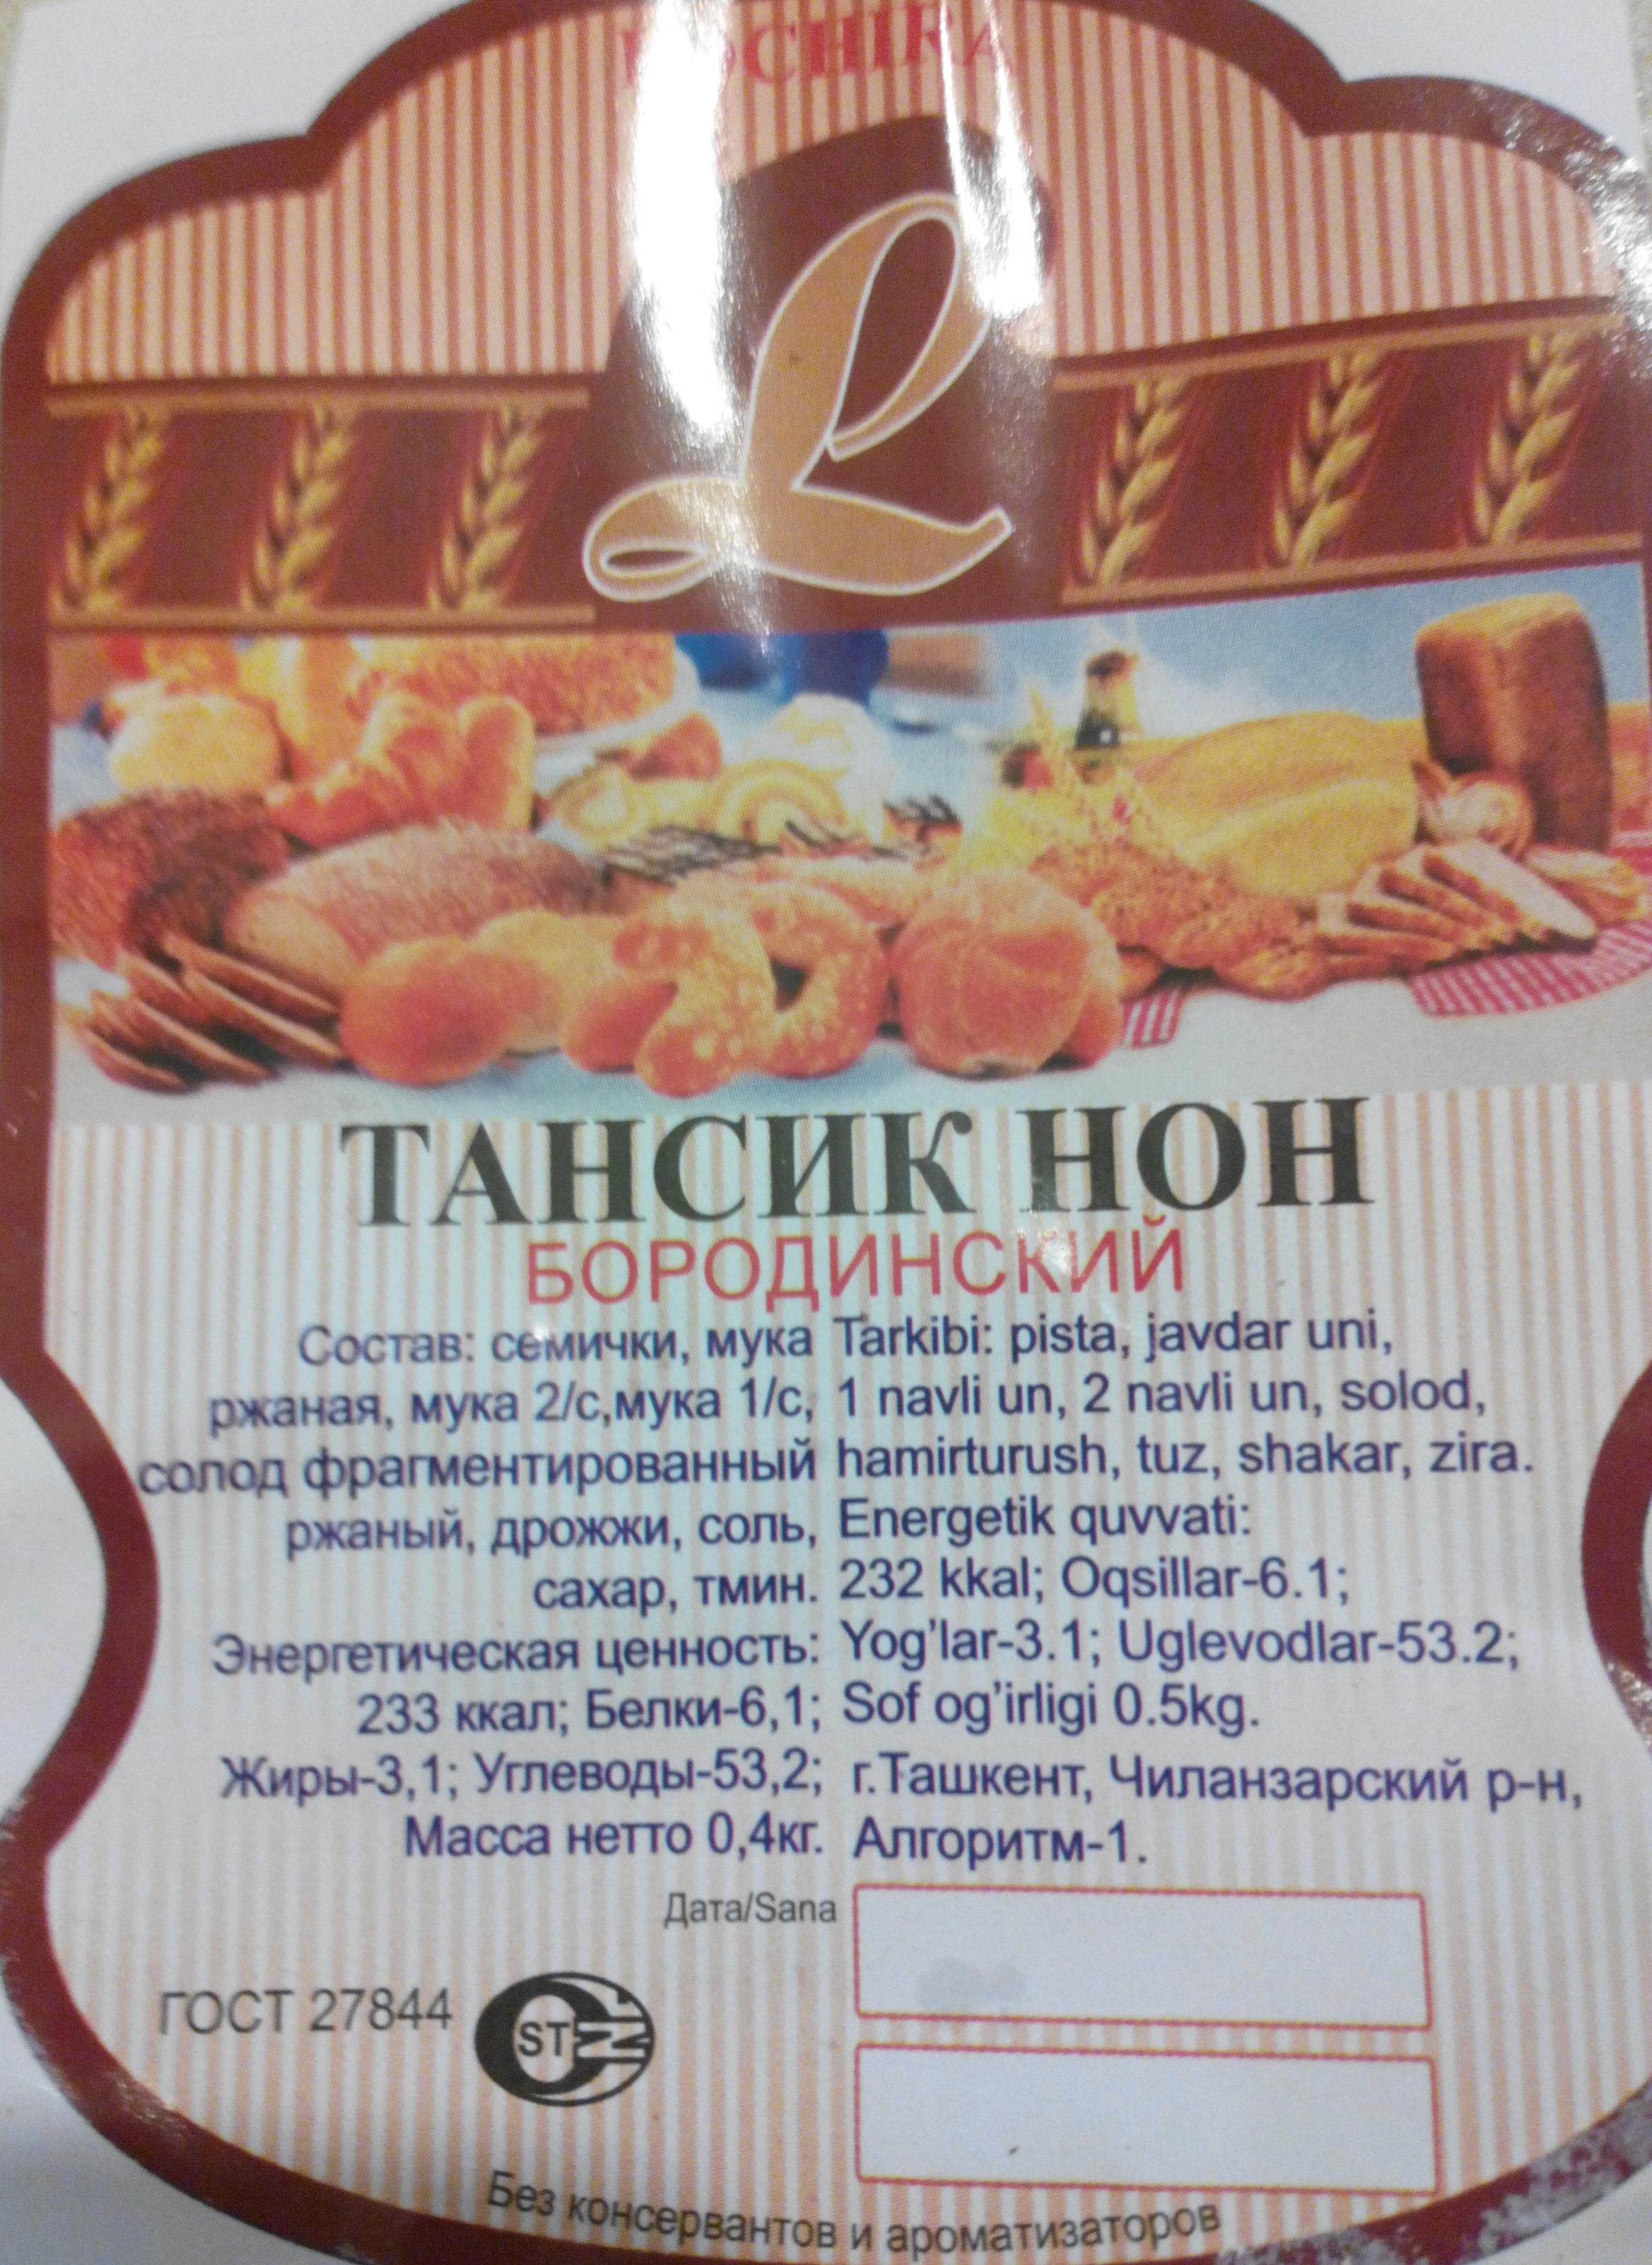 L
ТАНСИК НОН
БОРОДИНСКИЙ
Состав: семички, мука
ржаная, мука 2/с,мука 1/с,
солод фрагментированный
ржаный, дрожжи, соль,
сахар, тмин.
Энергетическая ценность:
233 ккал; Белки-6,1;
Жиры-3,1; Углеводы-53,2;
Масса нетто 0,4кг.
Tarkibi: pista, javdar uni,
1 navli un, 2 navli un, solod,
hamirturush, tuz, shakar, zira.
Energetik quvvati:
232 kkal; Oqsillar-6.1;
Yog'lar-3.1; Uglevodlar-53.2;
Sof og'irligi 0.5kg.
г.Ташкент, Чиланзарский р-н,
Алгоритм-1.
Дата/Sana
ГОСТ 27844
ST
Без консервантов и ароматизаторов